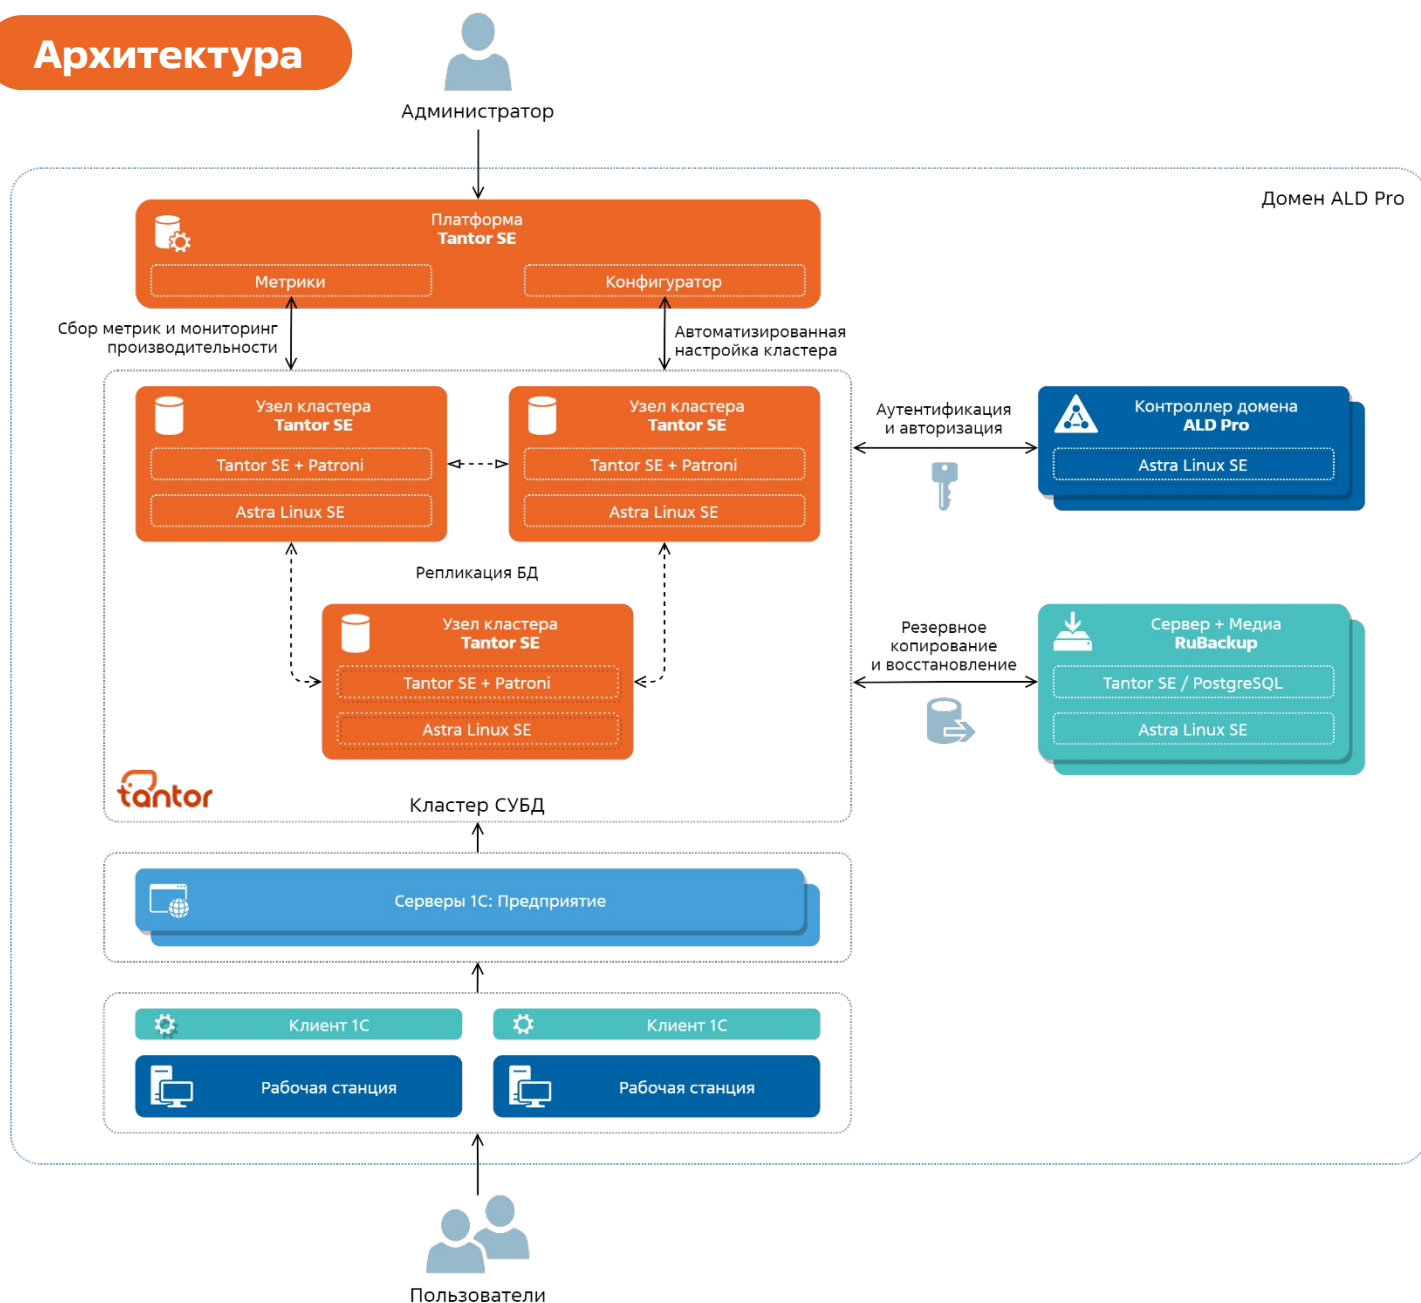 Архитектура
Администратор
Домен ALD Pro
Платформа
Tantor SE
Метрики
Конфигуратор
Сбор метрик и мониторинг
производительности
Автоматизированная
настройка кластера
Узел кластера
Tantor SE
Tantor SE + Patroni
Astra Linux SE
Узел кластера
Tantor SE
Tantor SE + Patroni
Astra Linux SE
Аутентификация
и авторизация
Контроллер домена
ALD Pro
Astra Linux SE
Репликация БД
Узел кластера
Tantor SE
Tantor SE + Patroni
Astra Linux SE
Резервное
копирование
и восстановление
Сервер + Медиа
RuBackup
Tantor SE / PostgreSQL
Astra Linux SE
tantor
Кластер СУБД
Серверы 1С: Предприятие
Клиент 1С
Клиент 1С
Рабочая станция
Рабочая станция
Пользователи